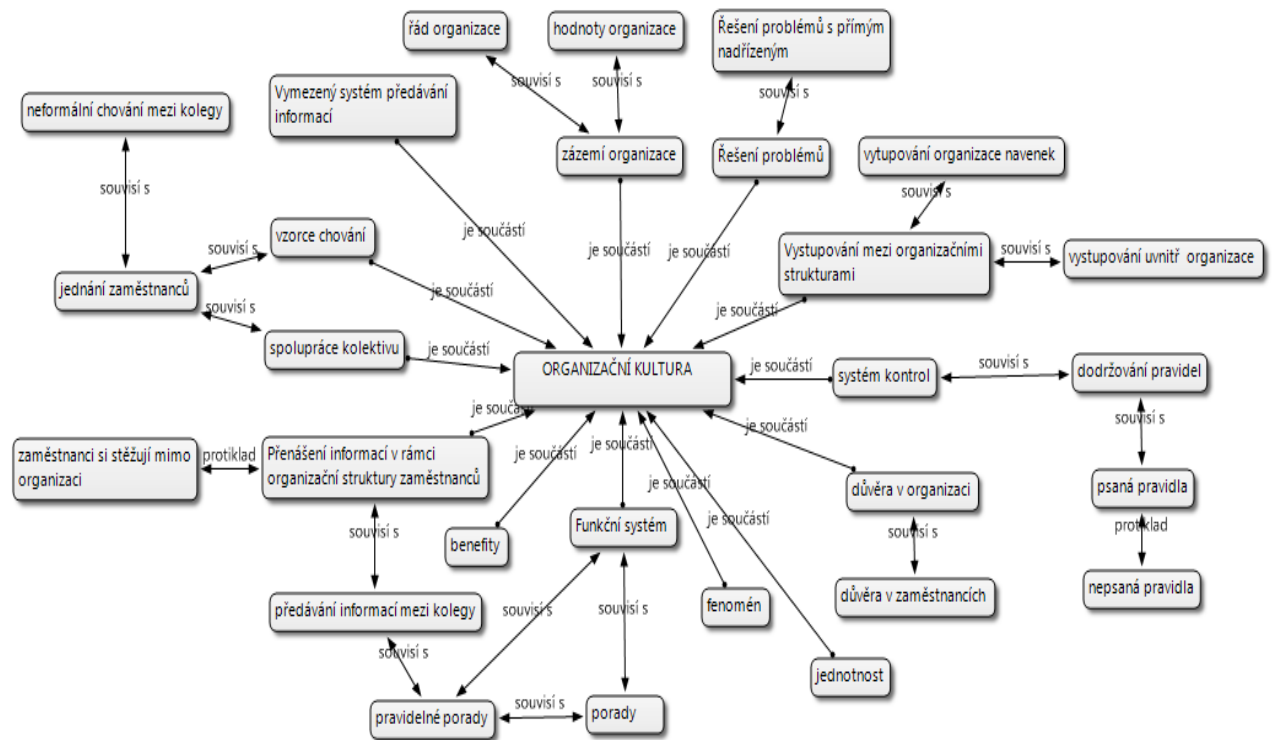 řád organizace
hodnoty organizace
Řešení problémů s přímým
nadřízeným
souvisí s
souvisí s
souvisí s
Vymezený systém předávání
informací
neformální chování mezi kolegy
zázemí organizace
Řešení problémů
vytupování organizace navenek
souvisí s
souvisí s
vzorce chování
souvisí s
je součástí
je součástí
je součástí
Vystupování mezi organizačními
strukturami
souvisí s
vystupování uvnitř organizace
jednání zaměstnanců
souvisí s
je součástí
je součástí
spolupráce kolektivu
je součástí
ORGANIZAČNÍ KULTURA
je součástí
systém kontrol
souvisí s
dodržování pravidel
je součástí
souvisí s
zaměstnanci si stěžují mimo
organizaci
protiklad
Přenášení informací v rámci
organizační struktury zaměstnanců
je součástí
je součástí
je součástí
je součástí
je součástí
důvěra v organizaci
psaná pravidla
souvisí s
benefity
Funkční systém
souvisí s
protiklad
předávání informací mezi kolegy
souvisí s
souvisí s
fenomén
důvěra v zaměstnancích
nepsaná pravidla
souvisí s
jednotnost
pravidelné porady
souvisí s
porady